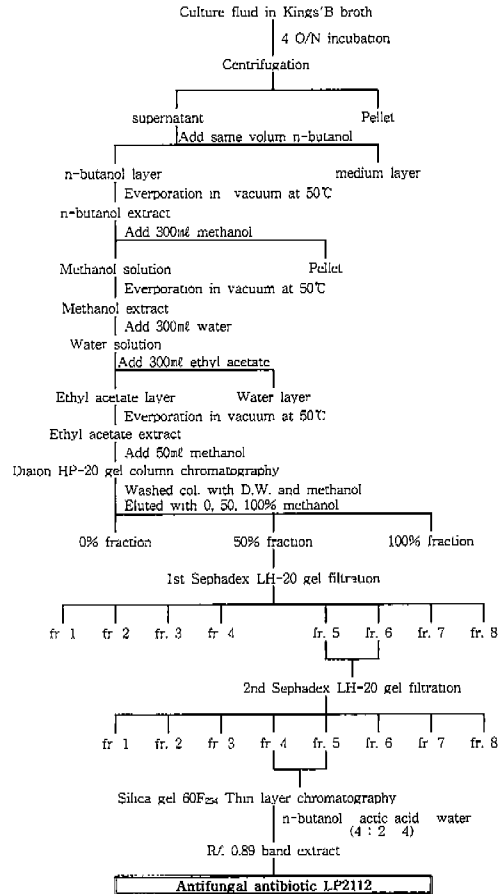 Culture fluid in Kings'B broth
4 O/N incubation
Centrifugation
supernatant Pellet
Add same volum n-butanol
n-butanol layer medium layer
Everporation in vacuum at 50℃
n-butanol extract
Add 300㎖ methanol
Methanol solution Pellet
Everporation in vacuum at 50℃
Methanol extract
Add 300㎖ water
Water solution
Add 300㎖ ethyl acetate
Ethyl acetate layer Water layer
Everporation in vacuum at 50℃
Ethyl acetate extract
Add 50㎖ methanol
Diaion HP-20 gel column chromatography
Washed col. with D.W. and methanol
Eluted with 0, 50, 100% methanol
0% fraction 50% fraction 100% fraction
1st Sephadex LH-20 gel filtration
fr 1 fr 2 fr. 3 fr 4 fr. 5 fr. 6 fr. 7 fr. 8
2nd Sephadex LH-20 gel filtration
fr 1 fr. 2 fr 3 fr 4 fr. 5 fr. 6 fr 7 fr. 8
Silica gel 60F254 Thin layer chromatography
n-butanol actic acid water
(4 : 2 4)
R/. 0.89 band extract
Antifungal antibiotic LP2112